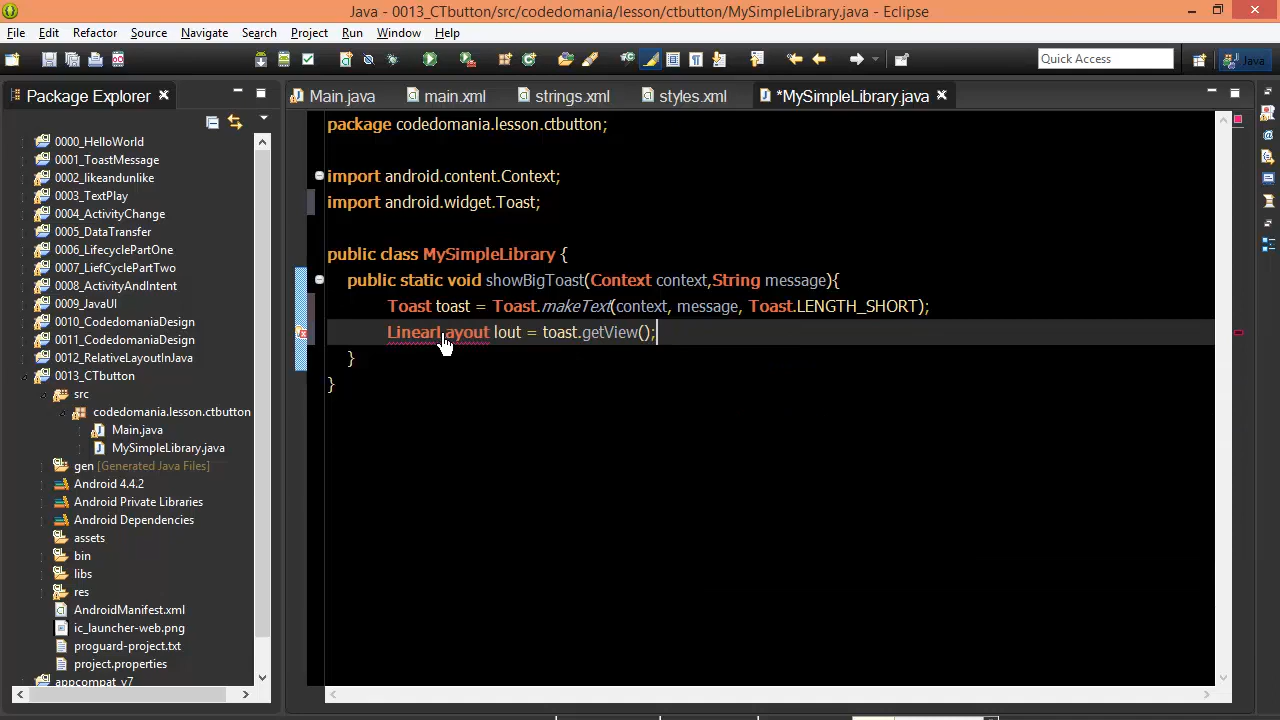 Java - 0013_CTbutton/src/codedomania/lesson/ctbutton/MySimpleLibrary.java - Eclipse
File Edit Refactor Source Navigate Search Project Run Window Help
Quick Access
Java
Package Explorer
Main.java main.xml strings.xml styles.xml *MySimpleLibrary.java
0000_HelloWorld
0001_ToastMessage
0002_likeandunlike
0003_TextPlay
0004_ActivityChange
0005_DataTransfer
0006_LifecyclePartOne
0007_LiefCyclePartTwo
0008_ActivityAndIntent
0009_JavaUI
0010_CodedomaniaDesign
0011_CodedomaniaDesign
0012_RelativeLayoutInJava
0013_CTbutton
src
codedomania.lesson.ctbutton
Main.java
MySimpleLibrary.java
gen [Generated Java Files]
Android 4.4.2
Android Private Libraries
Android Dependencies
assets
bin
libs
res
AndroidManifest.xml
ic_launcher-web.png
proguard-project.txt
project.properties
appcompat_v7
package codedomania.lesson.ctbutton;
import android.content.Context;
import android.widget.Toast;
public class MySimpleLibrary {
public static void showBigToast(Context context,String message){
Toast toast = Toast.makeText(context, message, Toast.LENGTH_SHORT);
LinearLayout lout = toast.getView();
}
}